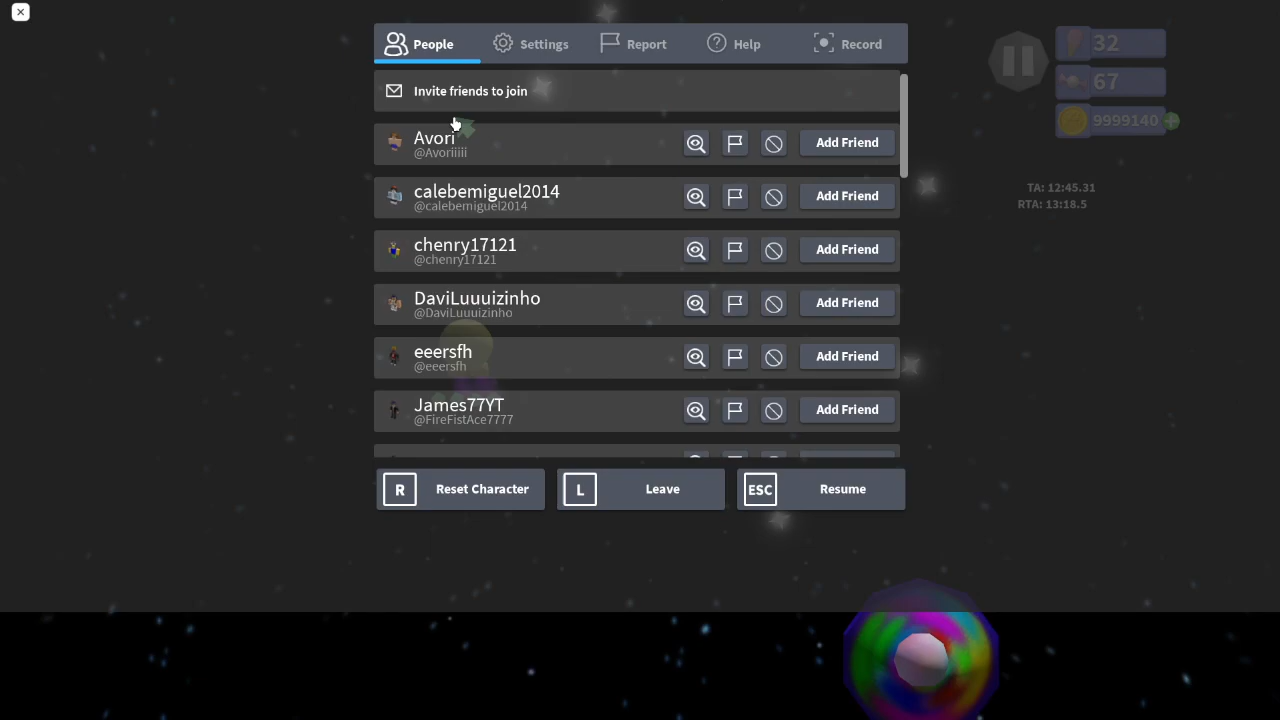 People
Settings
Report
Help
Record
32
67
9999140
Invite friends to join
Avori
@Avoriiiii
Add Friend
TA: 12:45.31
RTA: 13:18.5
calebemiguel2014
@calebemiguel2014
Add Friend
chenry17121
@chenry17121
Add Friend
DaviLuuuizinho
@DaviLuuuizinho
Add Friend
eeersfh
@eeersfh
Add Friend
James77YT
@FireFistAce7777
Add Friend
R
Reset Character
L
Leave
ESC
Resume